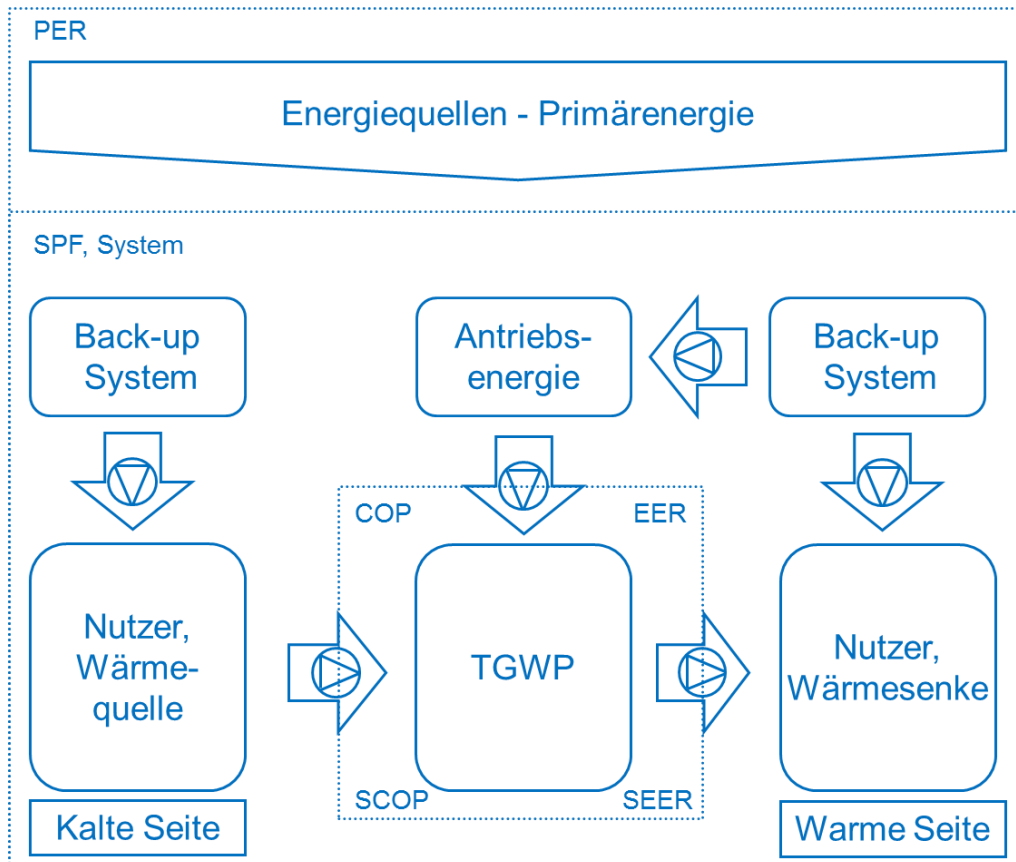 PER
Energiequellen - Primärenergie
SPF, System
Back-up
System
Antriebs-
energie
Back-up
System
COP
EER
Nutzer,
Wärme-
quelle
TGWP
Nutzer,
Wärmesenke
SCOP
SEER
Kalte Seite
Warme Seite